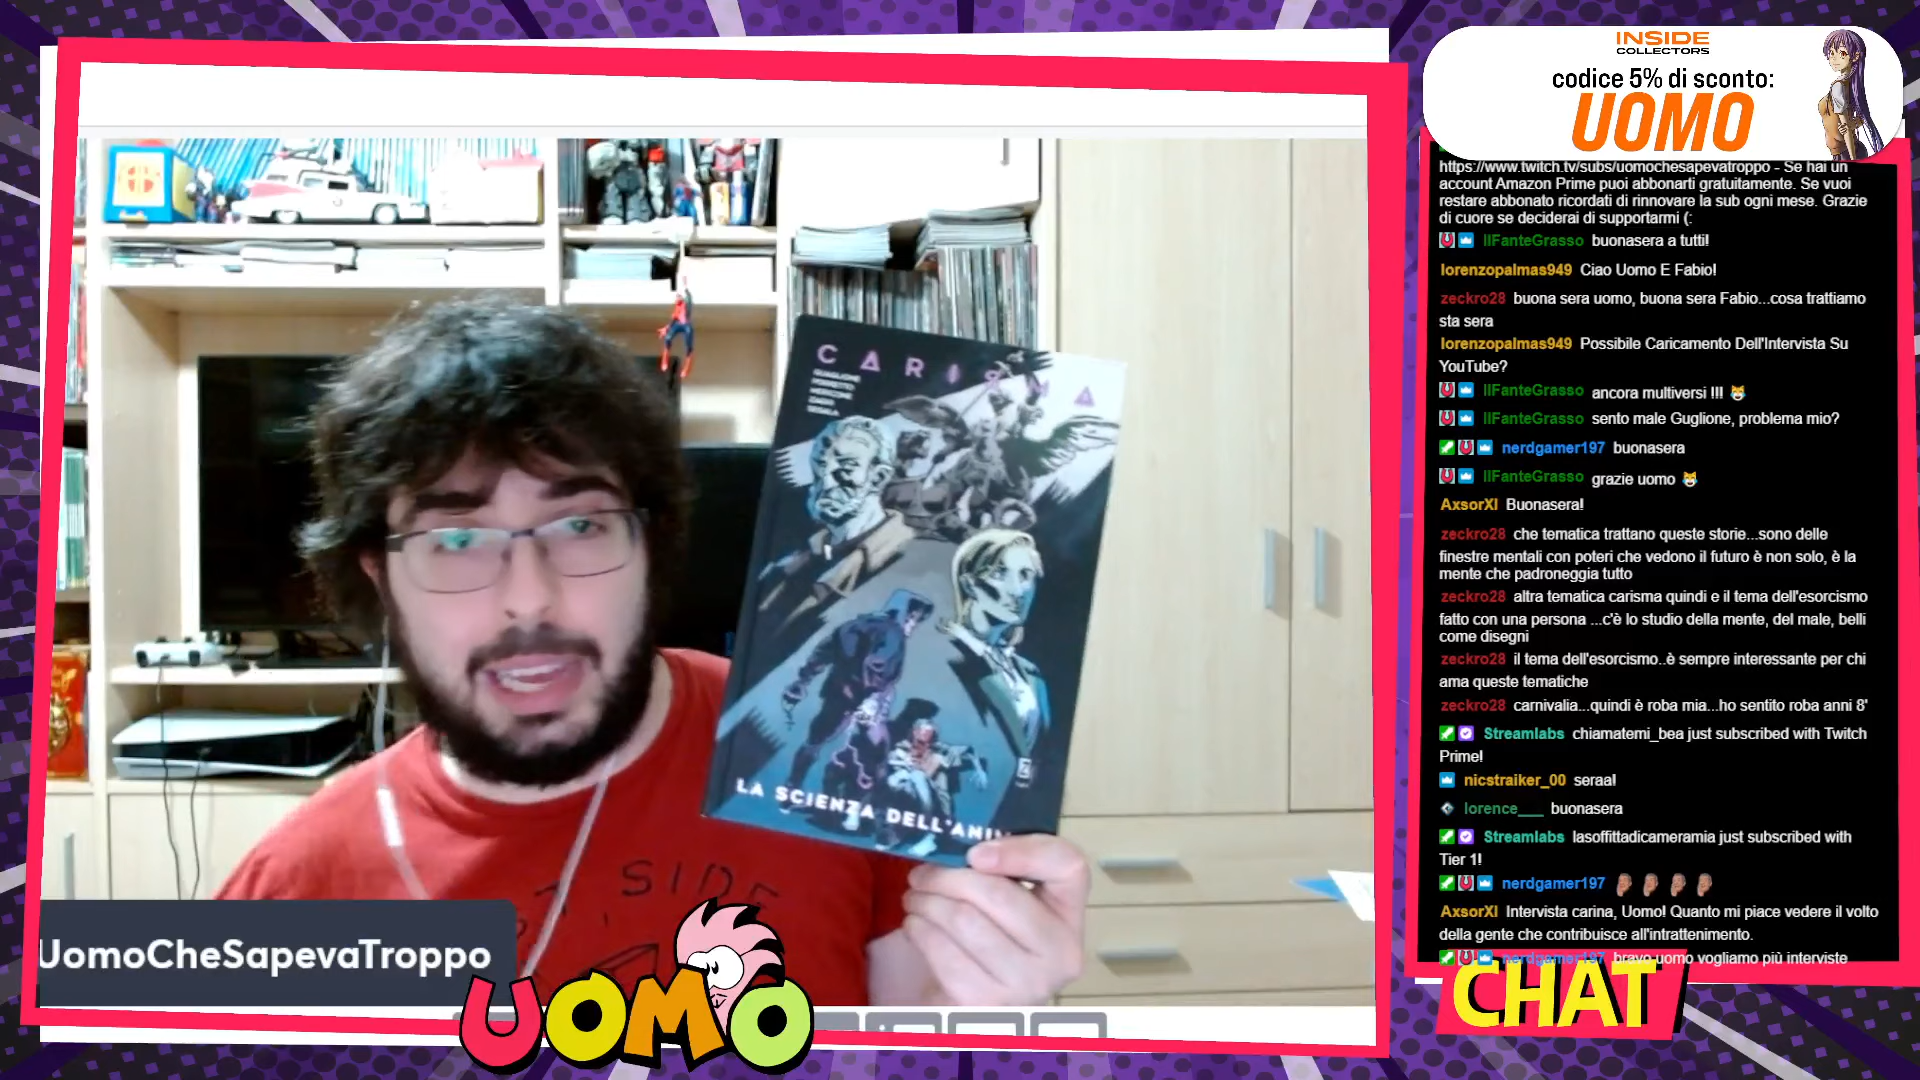 INSIDE
COLLECTORS
codice 5% di sconto:
UOMO
https://www.twitch.tv/subs/uomochesapevatroppo - Se hai un
account Amazon Prime puoi abbonarti gratuitamente. Se vuoi
restare abbonato ricordati di rinnovare la sub ogni mese. Grazie
di cuore se deciderai di supportarmi (:
IlFanteGrasso buonasera a tutti!
lorenzopalmas949 Ciao Uomo E Fabio!
zeckro28 buona sera uomo, buona sera Fabio...cosa trattiamo
sta sera
lorenzopalmas949 Possibile Caricamento Dell'Intervista Su
YouTube?
IlFanteGrasso ancora multiversi !!!
IlFanteGrasso sento male Guglione, problema mio?
nerdgamer197 buonasera
IlFanteGrasso grazie uomo
AxsorXI Buonasera!
zeckro28 che tematica trattano queste storie...sono delle
finestre mentali con poteri che vedono il futuro è non solo, è la
mente che padroneggia tutto
zeckro28 altra tematica carisma quindi e il tema dell'esorcismo
fatto con una persona ...c'è lo studio della mente, del male, belli
come disegni
zeckro28 il tema dell'esorcismo..è sempre interessante per chi
ama queste tematiche
zeckro28 carnivalia...quindi è roba mia...ho sentito roba anni 8'
Streamlabs chiamatemi_bea just subscribed with Twitch
Prime!
nicstraiker_00 seraa!
lorence___ buonasera
Streamlabs lasoffittadicameramia just subscribed with
Tier 1!
nerdgamer197
AxsorXI Intervista carina, Uomo! Quanto mi piace vedere il volto
della gente che contribuisce all'intrattenimento.
nerdgamer197 bravo uomo vogliamo più interviste
CHAT
LA SCIENZA DELL'ANIM
SIDE
UomoCheSapevaTroppo
UOMO